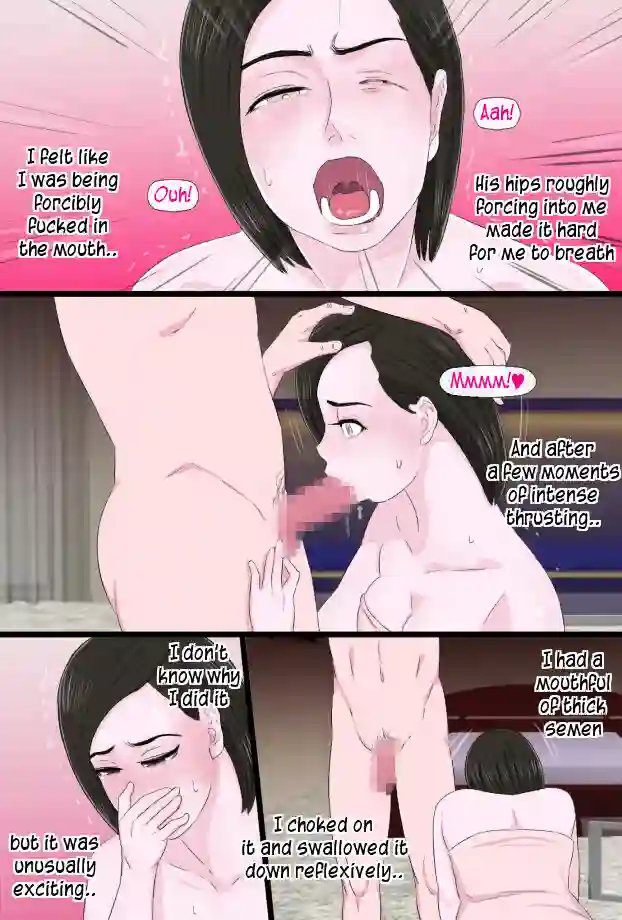 I felt like
I was being
forcibly
fucked in
the mouth..
Ouh!
Aah!
His hips roughly
forcing into me
made it hard
for me to breath
Mmmm!♥
And after
a few moments
of intense
thrusting..
I had a
mouthful
of thick
semen
I choked on
it and swallowed it
down reflexively..
I don't
know why
I did it
but it was
unusually
exciting..